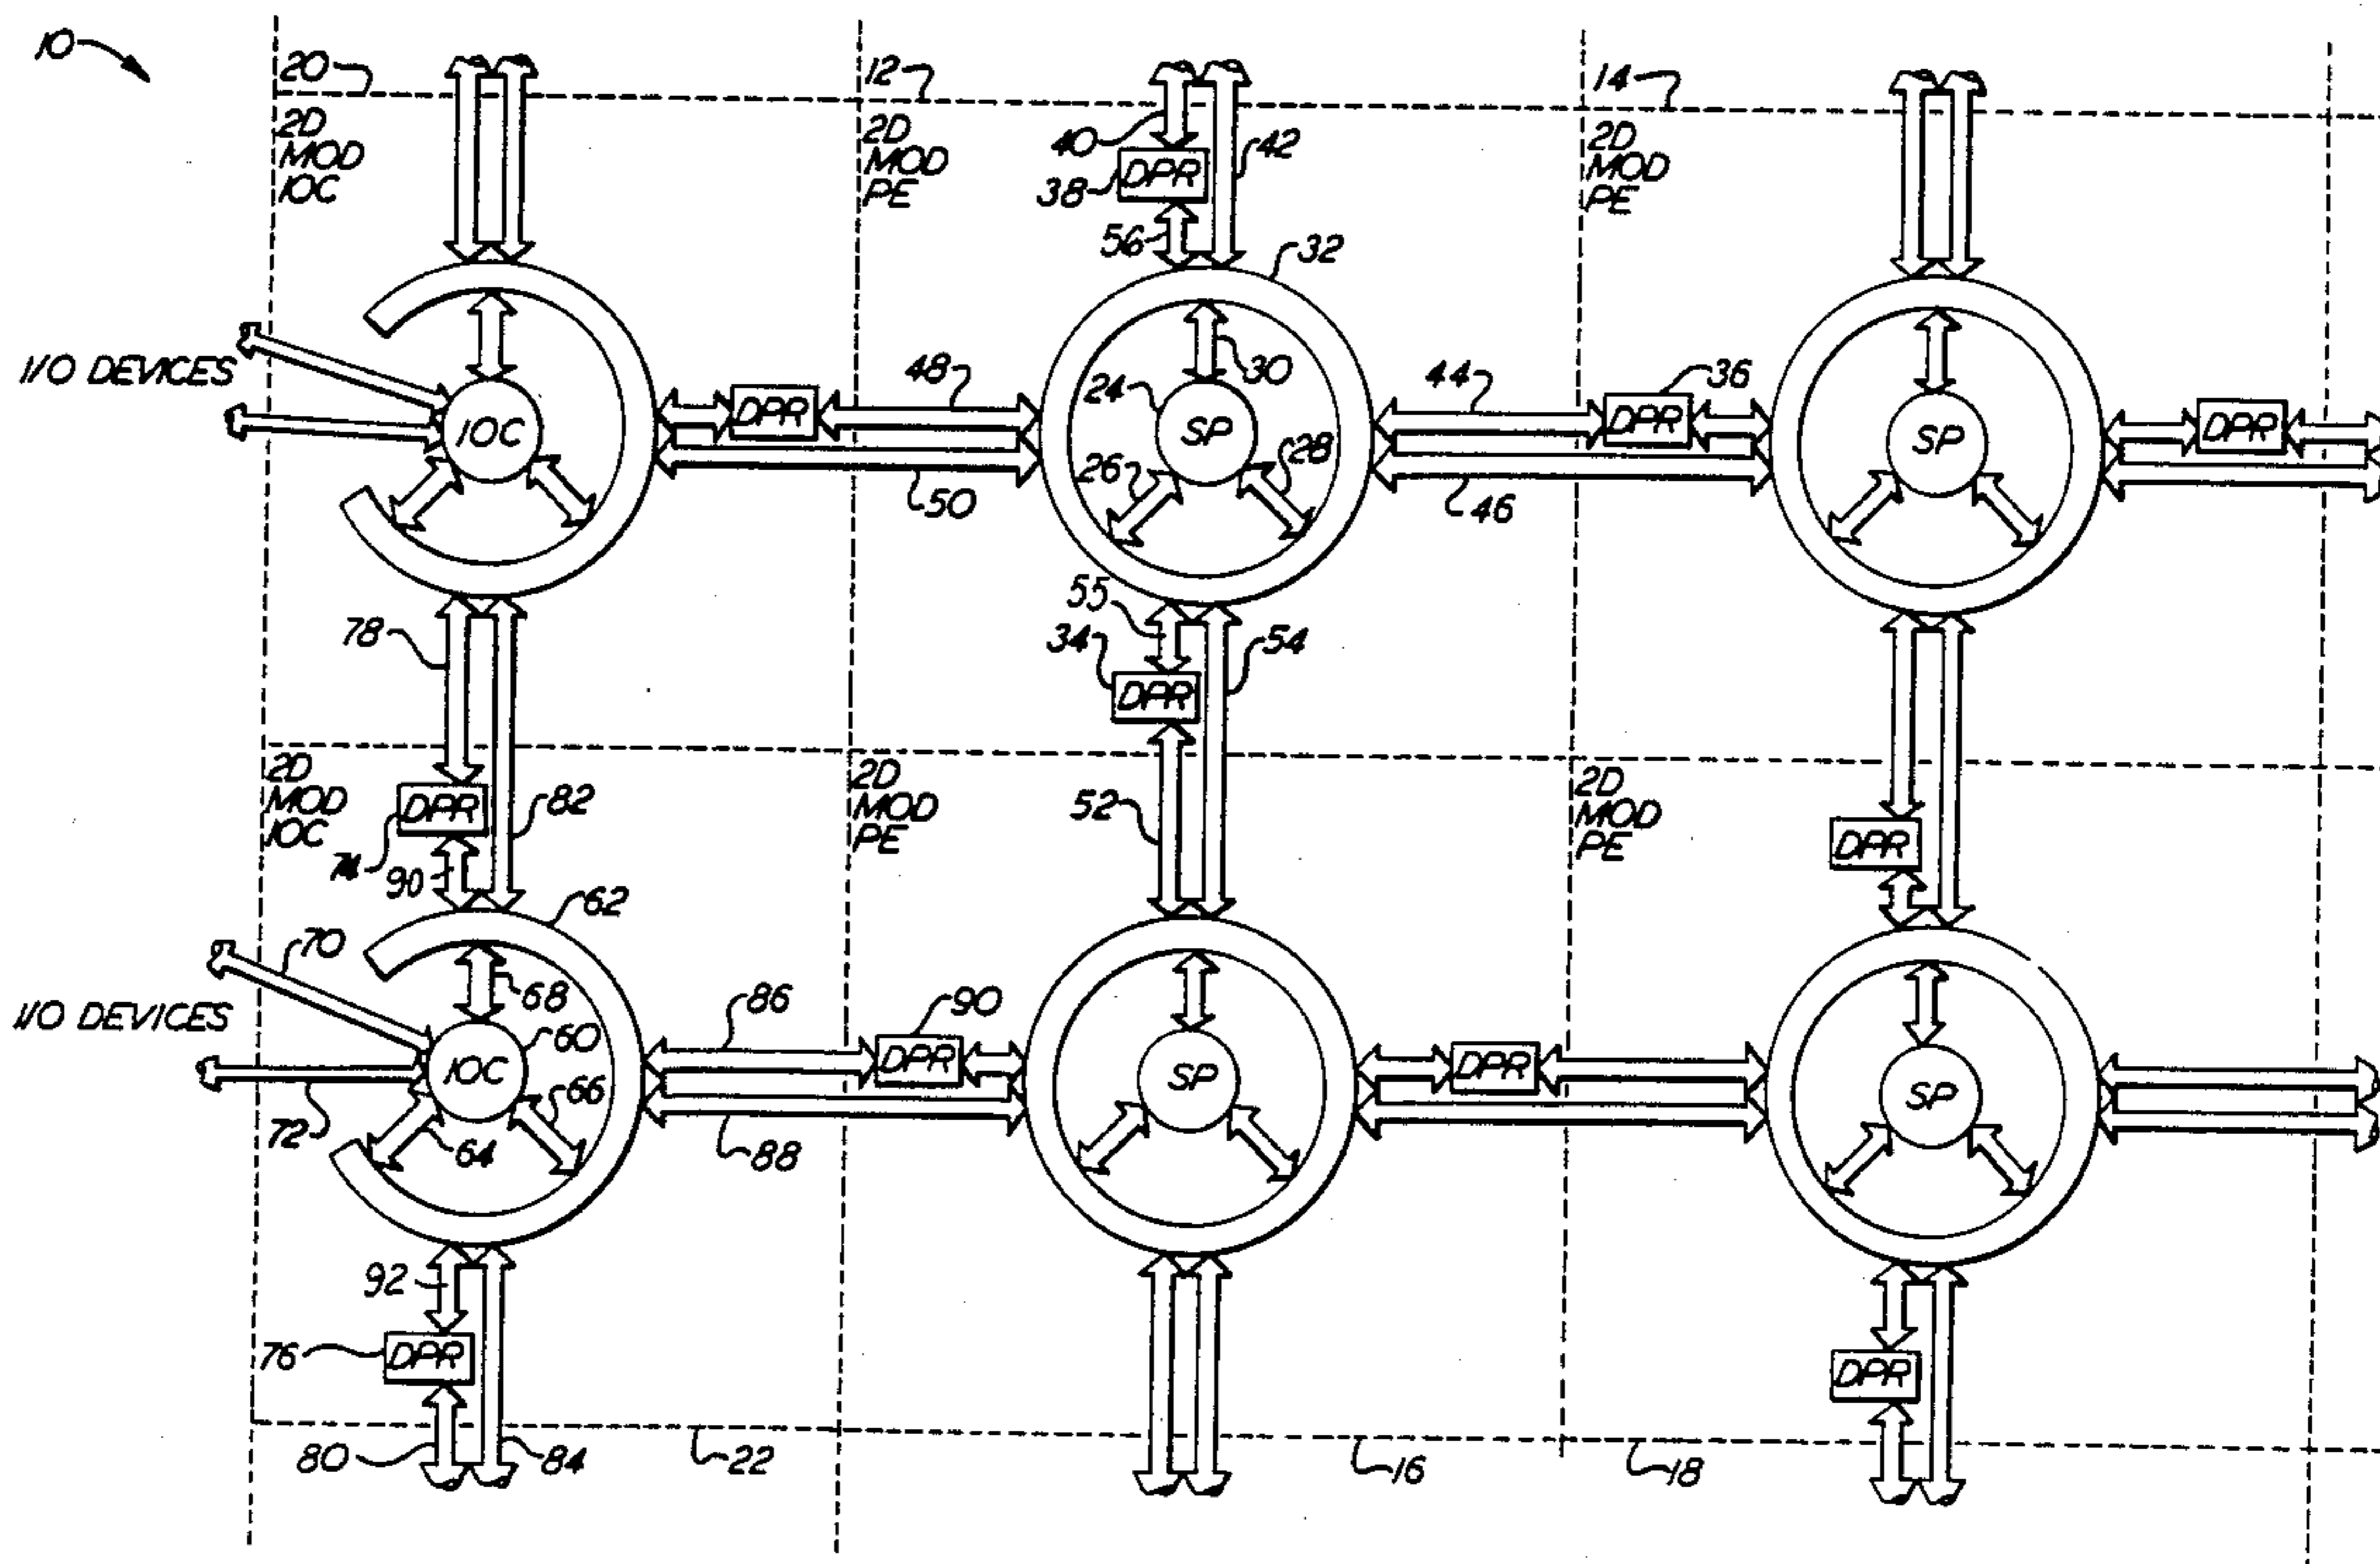 10
20
12
14
2D
MOD
IOC
2D
MOD
PE
2D
MOD
PE
40
42
DPR
38
56
32
I/O DEVICES
IOC
DPR
48
50
24
SP
30
26
28
44
46
DPR
36
SP
DPR
78
55
34
DPR
54
2D
MOD
IOC
2D
MOD
PE
2D
MOD
PE
DPR
74
90
82
52
DPR
62
70
I/O DEVICES
72
68
IOC
60
66
64
86
DPR
90
88
SP
DPR
SP
92
76
DPR
80
84
22
16
18
DPR